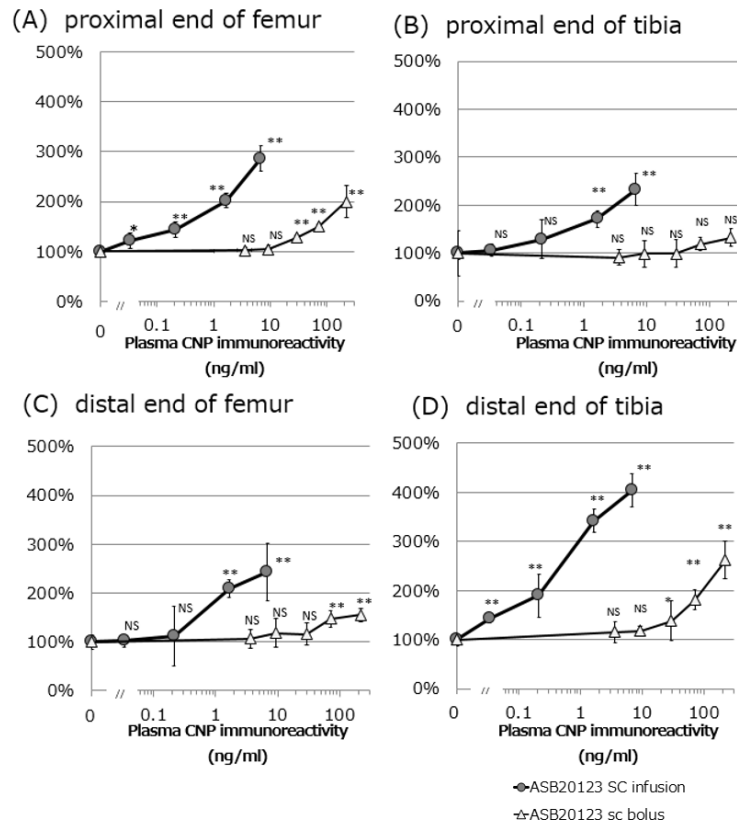 (A) proximal end of femur
500%
400%
300%
200%
100%
0%
**
**
**
*
NS
NS
**
**
**
0 // 0.1 1 10 100
Plasma CNP immunoreactivity
(ng/ml)
(B) proximal end of tibia
500%
400%
300%
200%
100%
0%
**
**
NS
NS
NS
NS
NS
NS
NS
0 // 0.1 1 10 100
Plasma CNP immunoreactivity
(ng/ml)
(C) distal end of femur
500%
400%
300%
200%
100%
0%
**
**
NS
NS
NS
NS
NS
**
**
0 // 0.1 1 10 100
Plasma CNP immunoreactivity
(ng/ml)
(D) distal end of tibia
500%
400%
300%
200%
100%
0%
**
**
**
**
NS
NS
*
**
**
0 // 0.1 1 10 100
Plasma CNP immunoreactivity
(ng/ml)
ASB20123 SC infusion
ASB20123 sc bolus